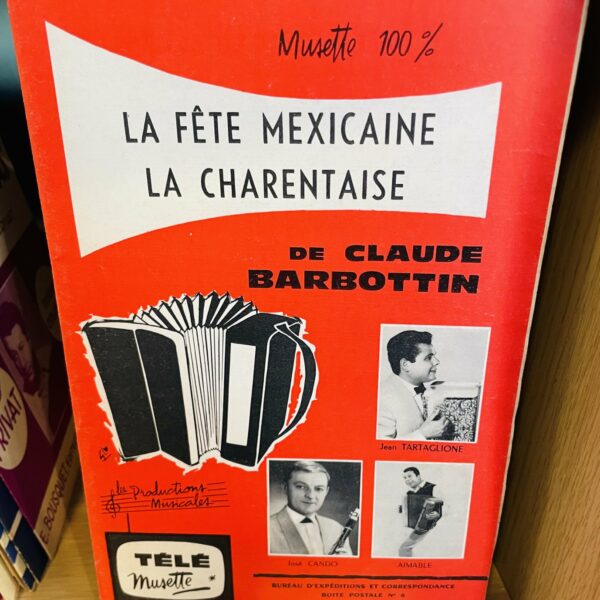 Musette 100%
LA FÊTE MEXICAINE
LA CHARENTAISE
DE CLAUDE
BARBOTTIN
Jean TARTAGLIONE
les Productions
Musicales
José CANDO
AIMABLE
TÉLÉ
Musette
BUREAU D'EXPÉDITIONS ET CORRESPONDANCE
BOITE POSTALE N° 6
E. BOUSQUET